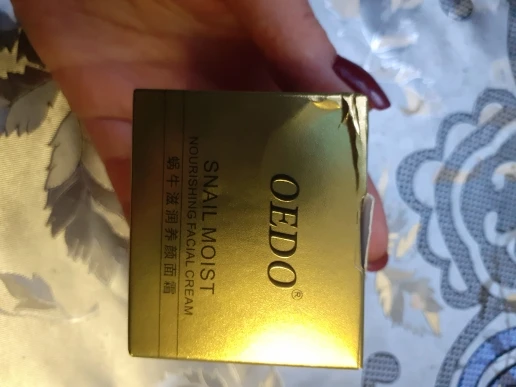 OEDO®
SNAIL MOIST
NOURISHING FACIAL CREAM
蜗牛滋润养颜面霜